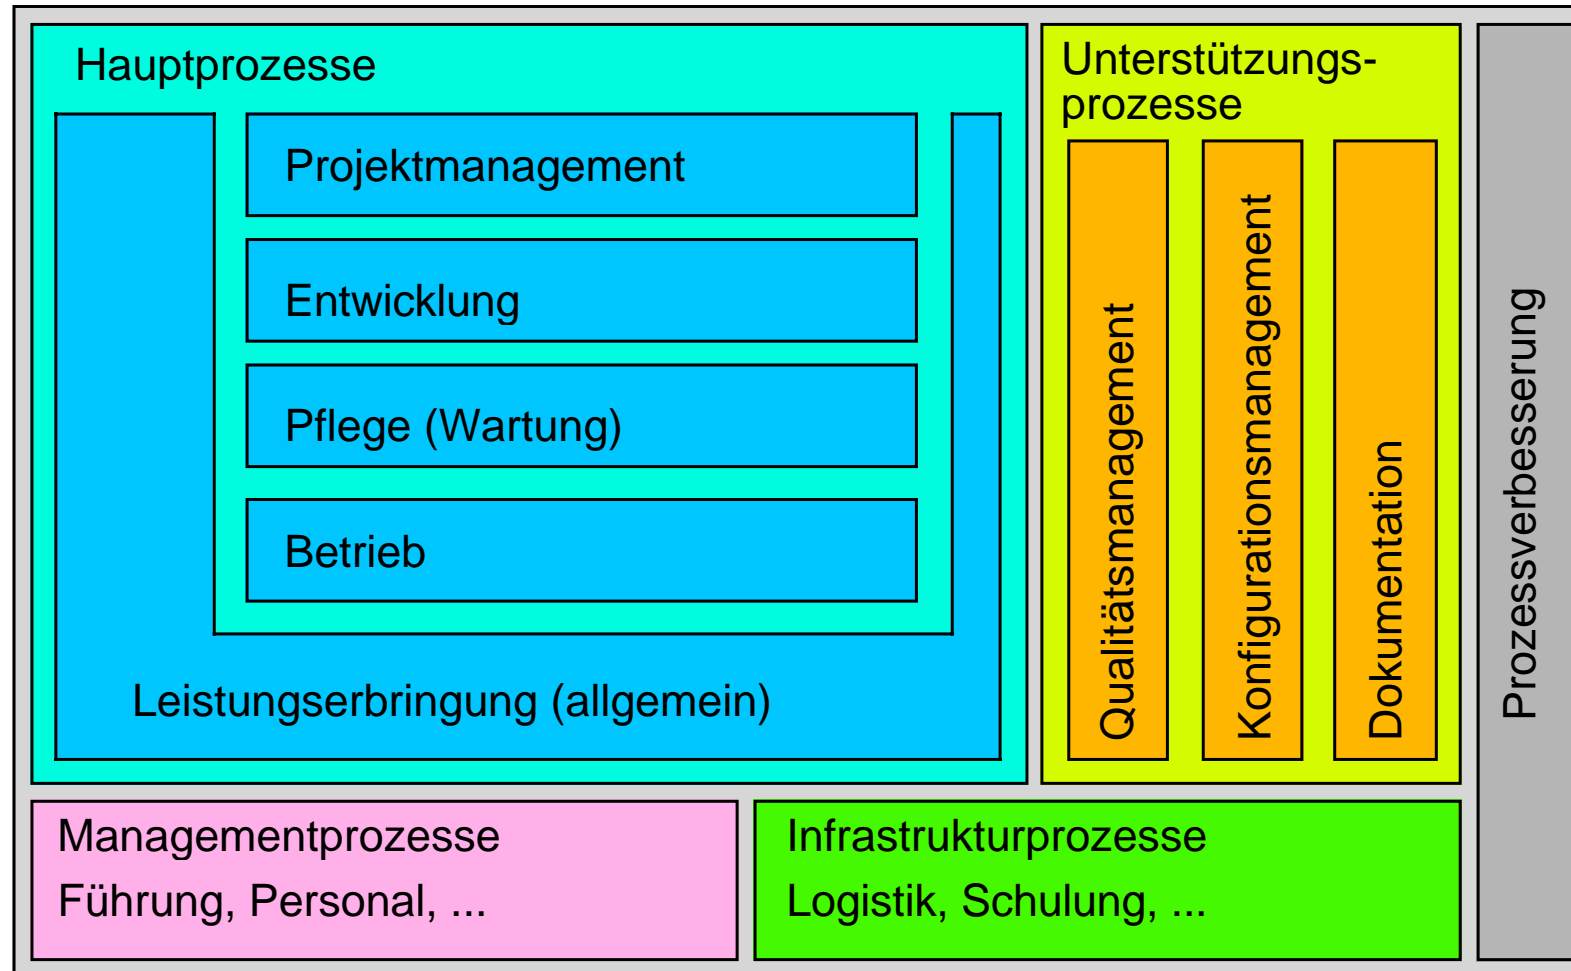 Hauptprozesse
Projektmanagement
Entwicklung
Pflege (Wartung)
Betrieb
Leistungserbringung (allgemein)
Unterstützungs-
prozesse
Qualitätsmanagement
Konfigurationsmanagement
Dokumentation
Prozessverbesserung
Managementprozesse
Führung, Personal, ...
Infrastrukturprozesse
Logistik, Schulung, ...